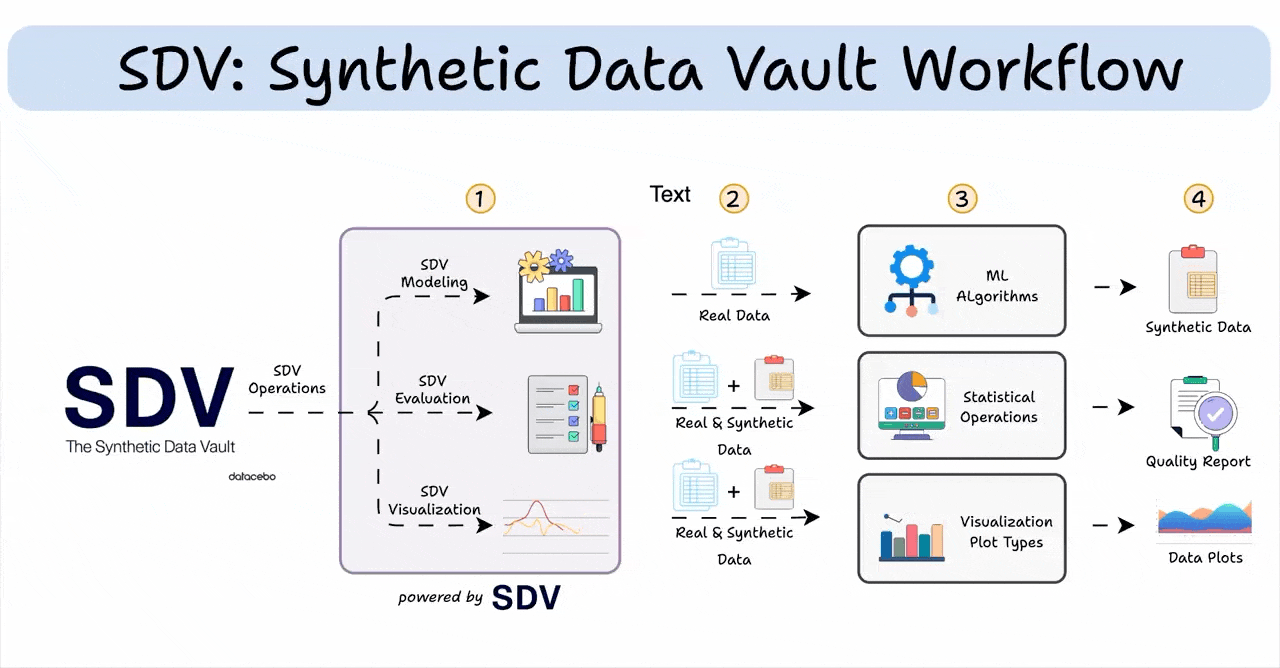 SDV: Synthetic Data Vault Workflow
1
Text
2
3
4
SDV
Modeling
SDV
Operations
SDV
Evaluation
SDV
Visualization
SDV
The Synthetic Data Vault
datacebo
powered by SDV
Real Data
+
Real & Synthetic
Data
+
Real & Synthetic
Data
ML
ALgorithms
Statistical
Operations
Visualization
Plot Types
Synthetic Data
Quality Report
Data Plots